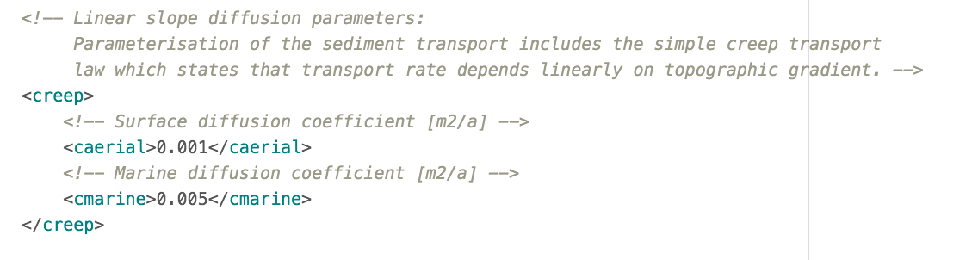 <!-- Linear slope diffusion parameters:
Parameterisation of the sediment transport includes the simple creep transport
law which states that transport rate depends linearly on topographic gradient. -->
<creep>
<!-- Surface diffusion coefficient [m2/a] -->
<caerial>0.001</caerial>
<!-- Marine diffusion coefficient [m2/a] -->
<cmarine>0.005</cmarine>
</creep>